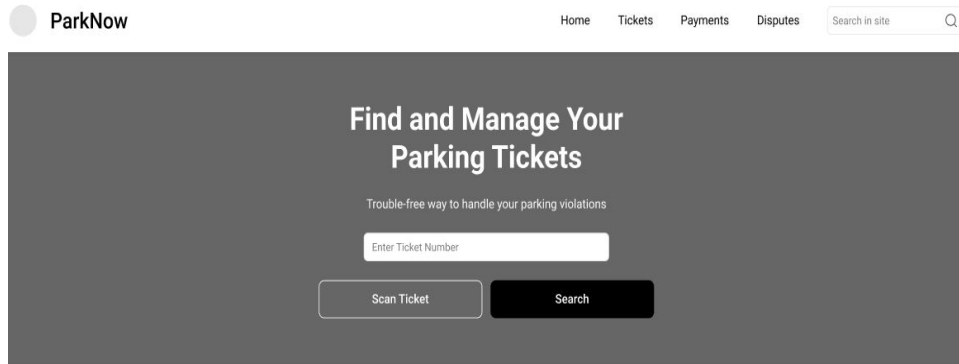 ParkNow
Home
Tickets
Payments
Disputes
Search in site
Find and Manage Your
Parking Tickets
Trouble-free way to handle your parking violations
Enter Ticket Number
Scan Ticket
Search